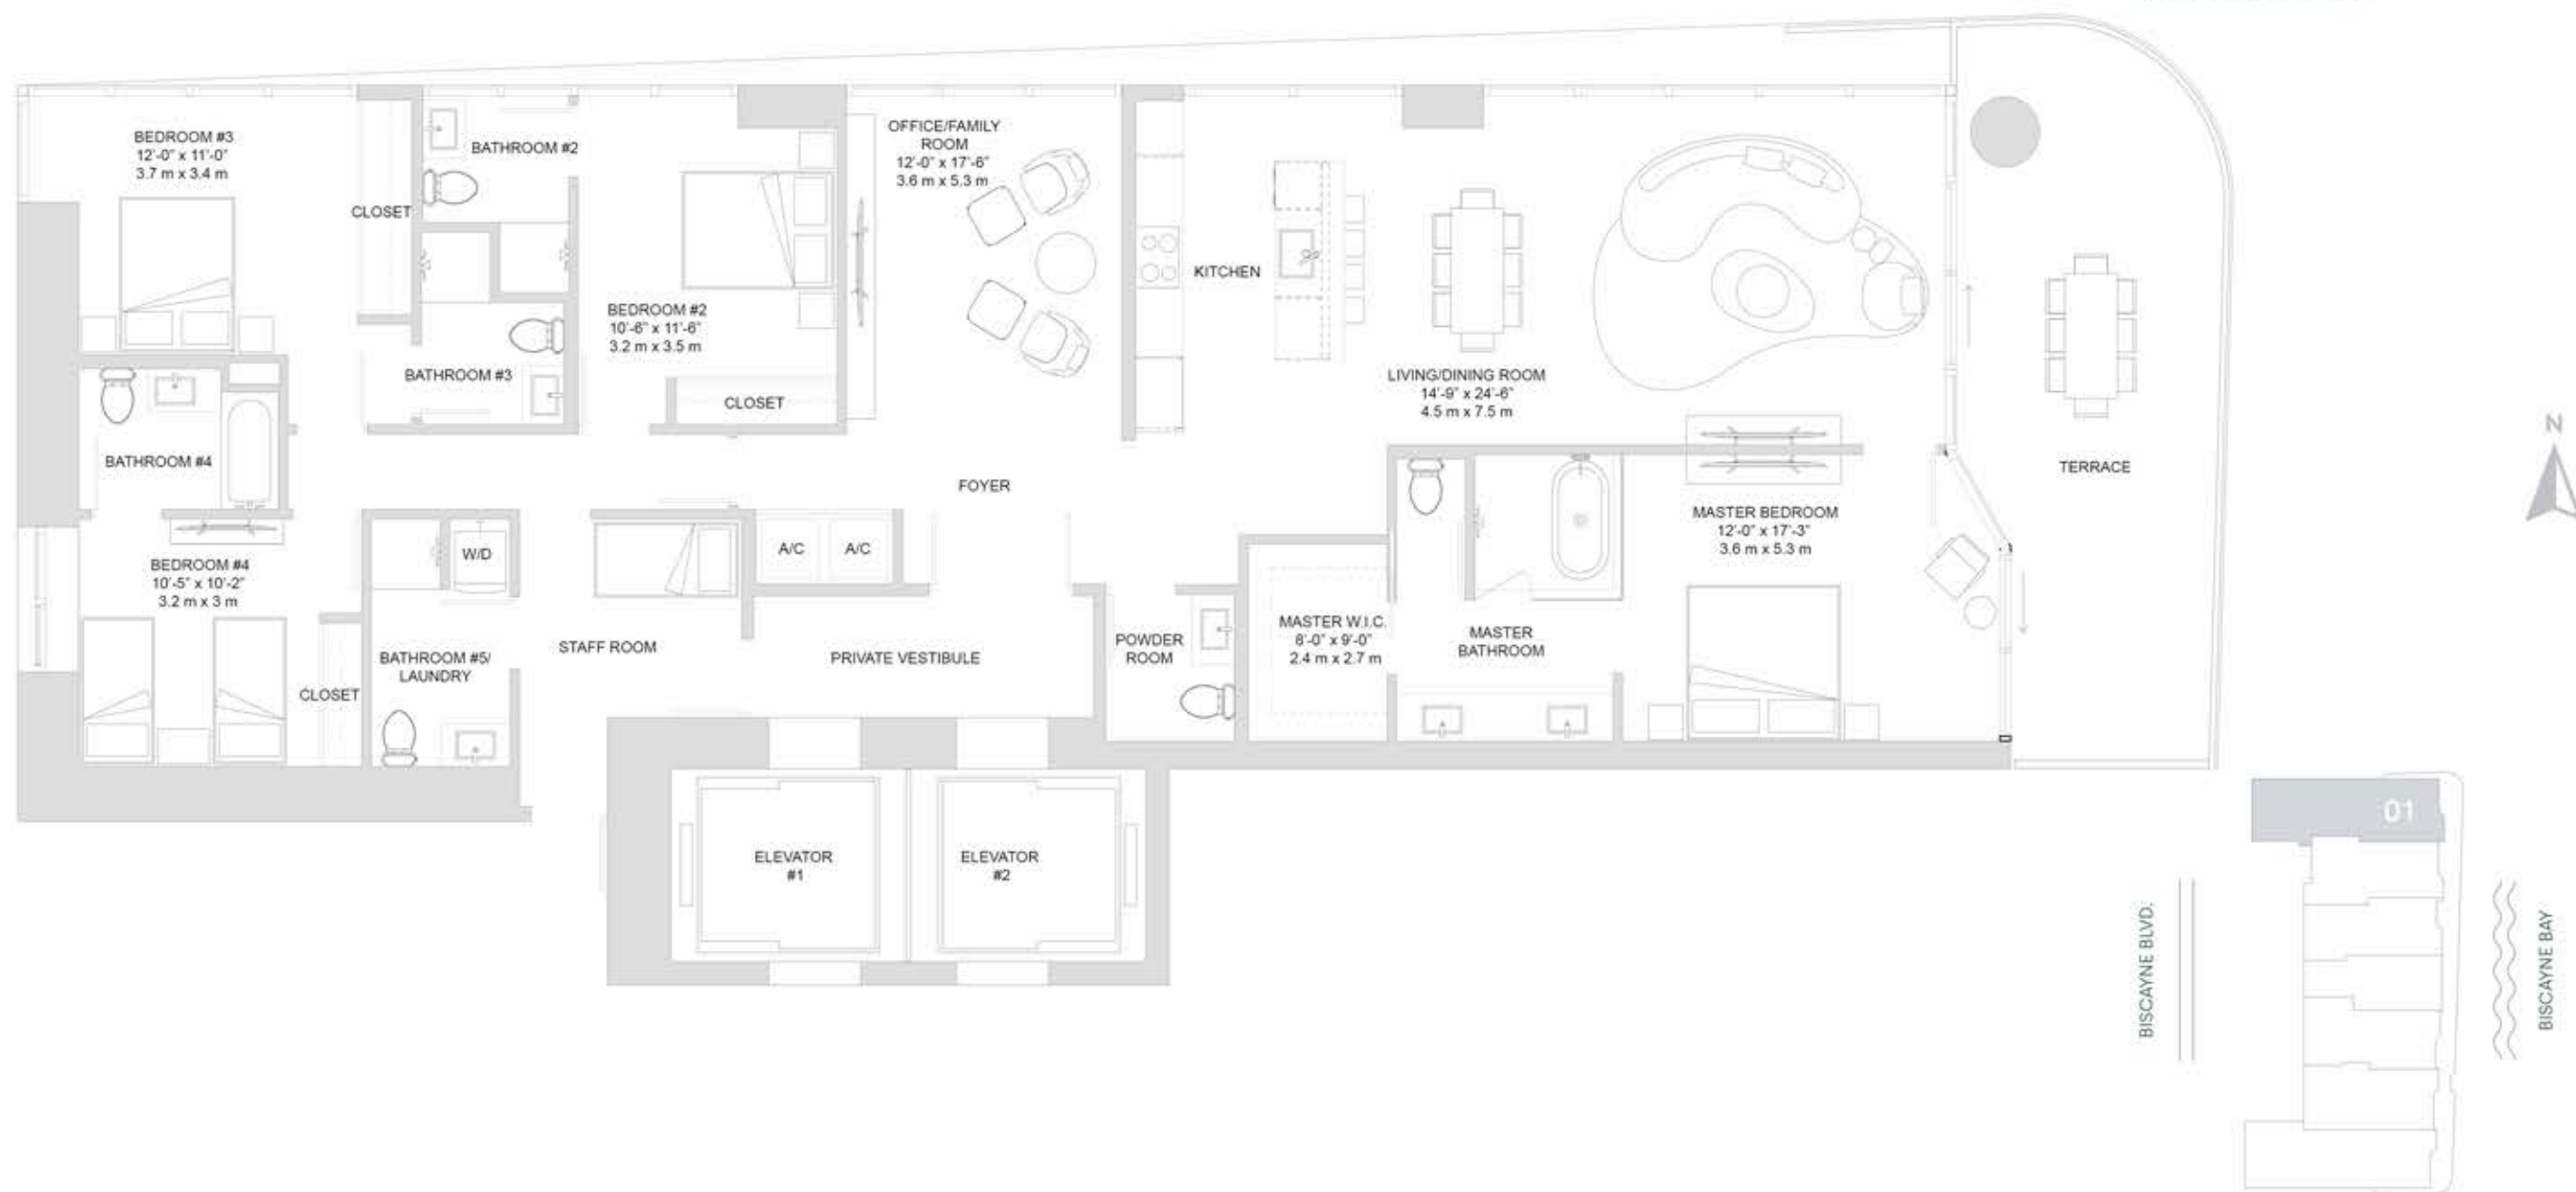 BEDROOM #3
12'-0" x 11'-0"
3.7 m x 3.4 m
CLOSET
BATHROOM #2
OFFICE/FAMILY
ROOM
12'-0" x 17'-6"
3.6 m x 5.3 m
BEDROOM #2
10'-6" x 11'-6"
3.2 m x 3.5 m
CLOSET
BATHROOM #3
KITCHEN
LIVING/DINING ROOM
14'-9" x 24'-6"
4.5 m x 7.5 m
TERRACE
N
BATHROOM #4
FOYER
MASTER BEDROOM
12'-0" x 17'-3"
3.6 m x 5.3 m
BEDROOM #4
10'-5" x 10'-2"
3.2 m x 3 m
W/D
A/C
A/C
CLOSET
BATHROOM #5/
LAUNDRY
STAFF ROOM
PRIVATE VESTIBULE
POWDER
ROOM
MASTER W.I.C.
8'-0" x 9'-0"
2.4 m x 2.7 m
MASTER
BATHROOM
ELEVATOR
#1
ELEVATOR
#2
01
BISCAYNE BLVD.
BISCAYNE BAY